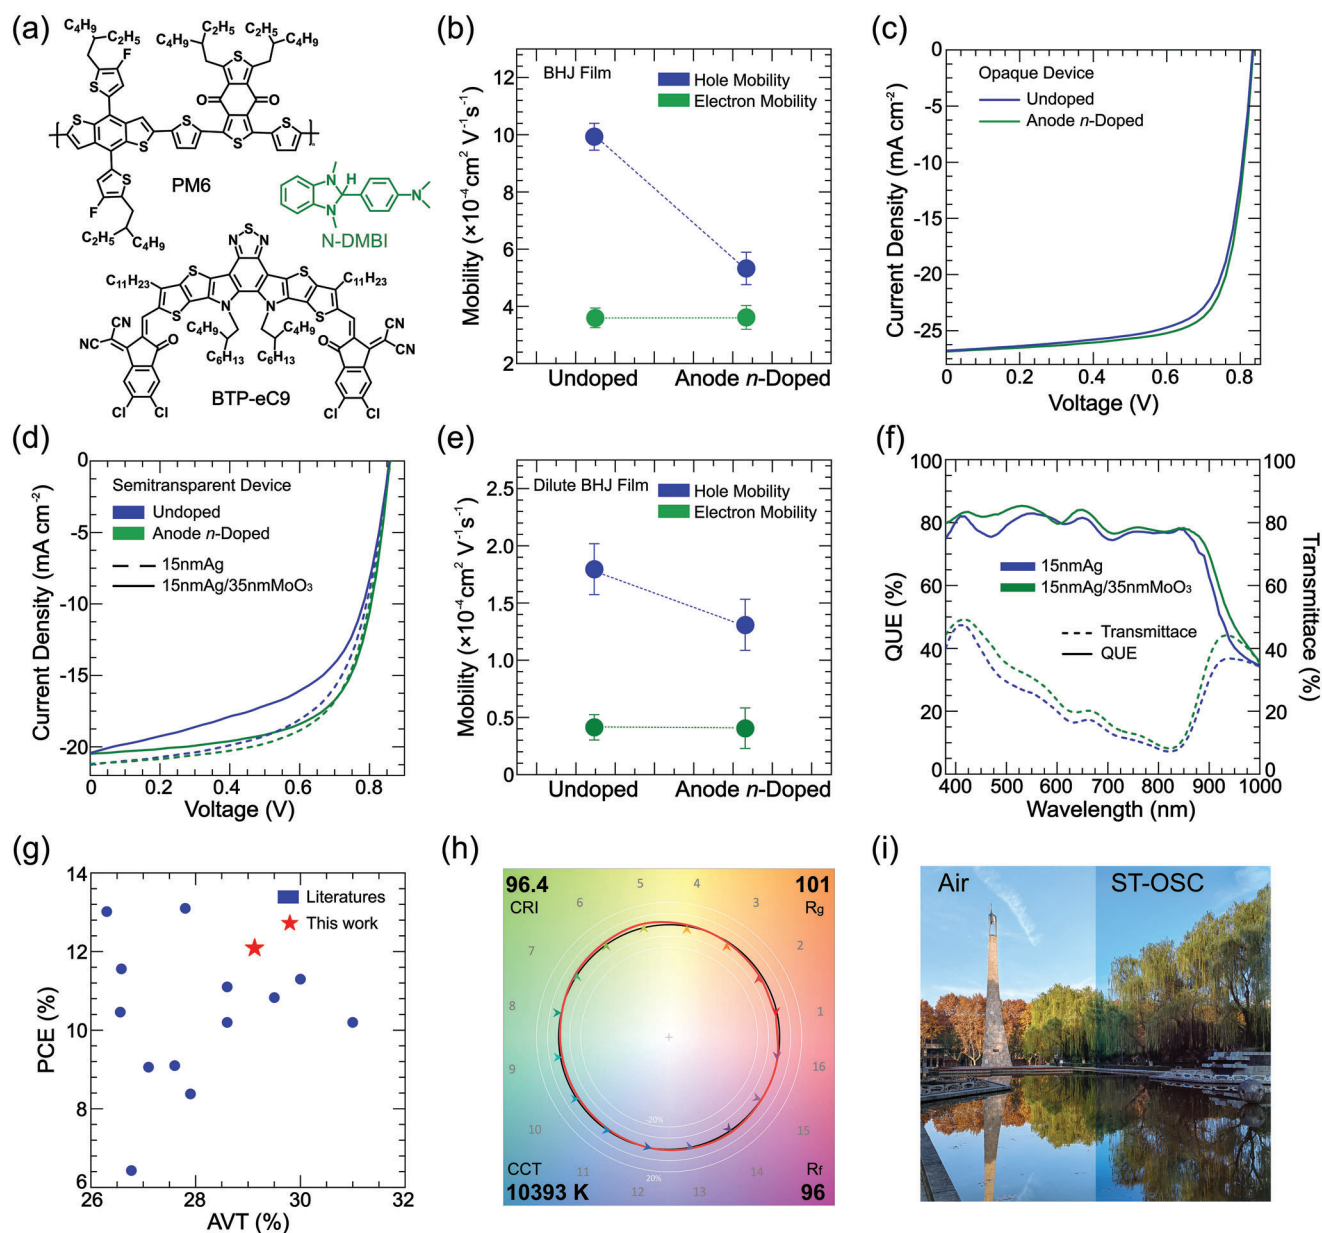 (a)
C₄H₉
C₂H₅
F
S
C₂H₅
C₂H₅
C₄H₉
C₄H₉
S
O
O
S
S
S
S
S
n
S
F
PM6
C₂H₅
C₄H₉
N
H
N
N
N-DMBI
S
N
N
C₁₁H₂₃
S
S
C₁₁H₂₃
S
N
N
S
C₄H₉
C₄H₉
C₆H₁₃
C₆H₁₃
CN
NC
O
O
CN
CN
Cl
Cl
Cl
Cl
BTP-eC9
(b)
BHJ Film
Hole Mobility
Electron Mobility
Mobility (×10⁻⁴cm² V⁻¹s⁻¹)
12
10
8
6
4
2
Undoped
Anode n-Doped
(c)
Opaque Device
Undoped
Anode n-Doped
Current Density (mA cm⁻²)
0
-5
-10
-15
-20
-25
0
0.2
0.4
0.6
0.8
Voltage (V)
(d)
Semitransparent Device
Undoped
Anode n-Doped
15nmAg
15nmAg/35nmMoO₃
Current Density (mA cm⁻²)
0
-5
-10
-15
-20
0
0.2
0.4
0.6
0.8
Voltage (V)
(e)
Dilute BHJ Film
Hole Mobility
Electron Mobility
Mobility (×10⁻⁴ cm² V⁻¹s⁻¹)
2.5
2.0
1.5
1.0
0.5
0
Undoped
Anode n-Doped
(f)
15nmAg
15nmAg/35nmMoO₃
Transmittace
QUE
QUE (%)
100
80
60
40
20
0
Transmittace (%)
100
80
60
40
20
0
400
500
600
700
800
900
1000
Wavelength (nm)
(g)
Literatures
This work
PCE (%)
14
12
10
8
6
26
28
30
32
AVT (%)
(h)
96.4
CRI
101
Rg
5
4
6
3
7
2
8
1
9
16
10
15
11
14
12
13
-20%
20%
CCT
10393 K
Rf
96
(i)
Air
ST-OSC